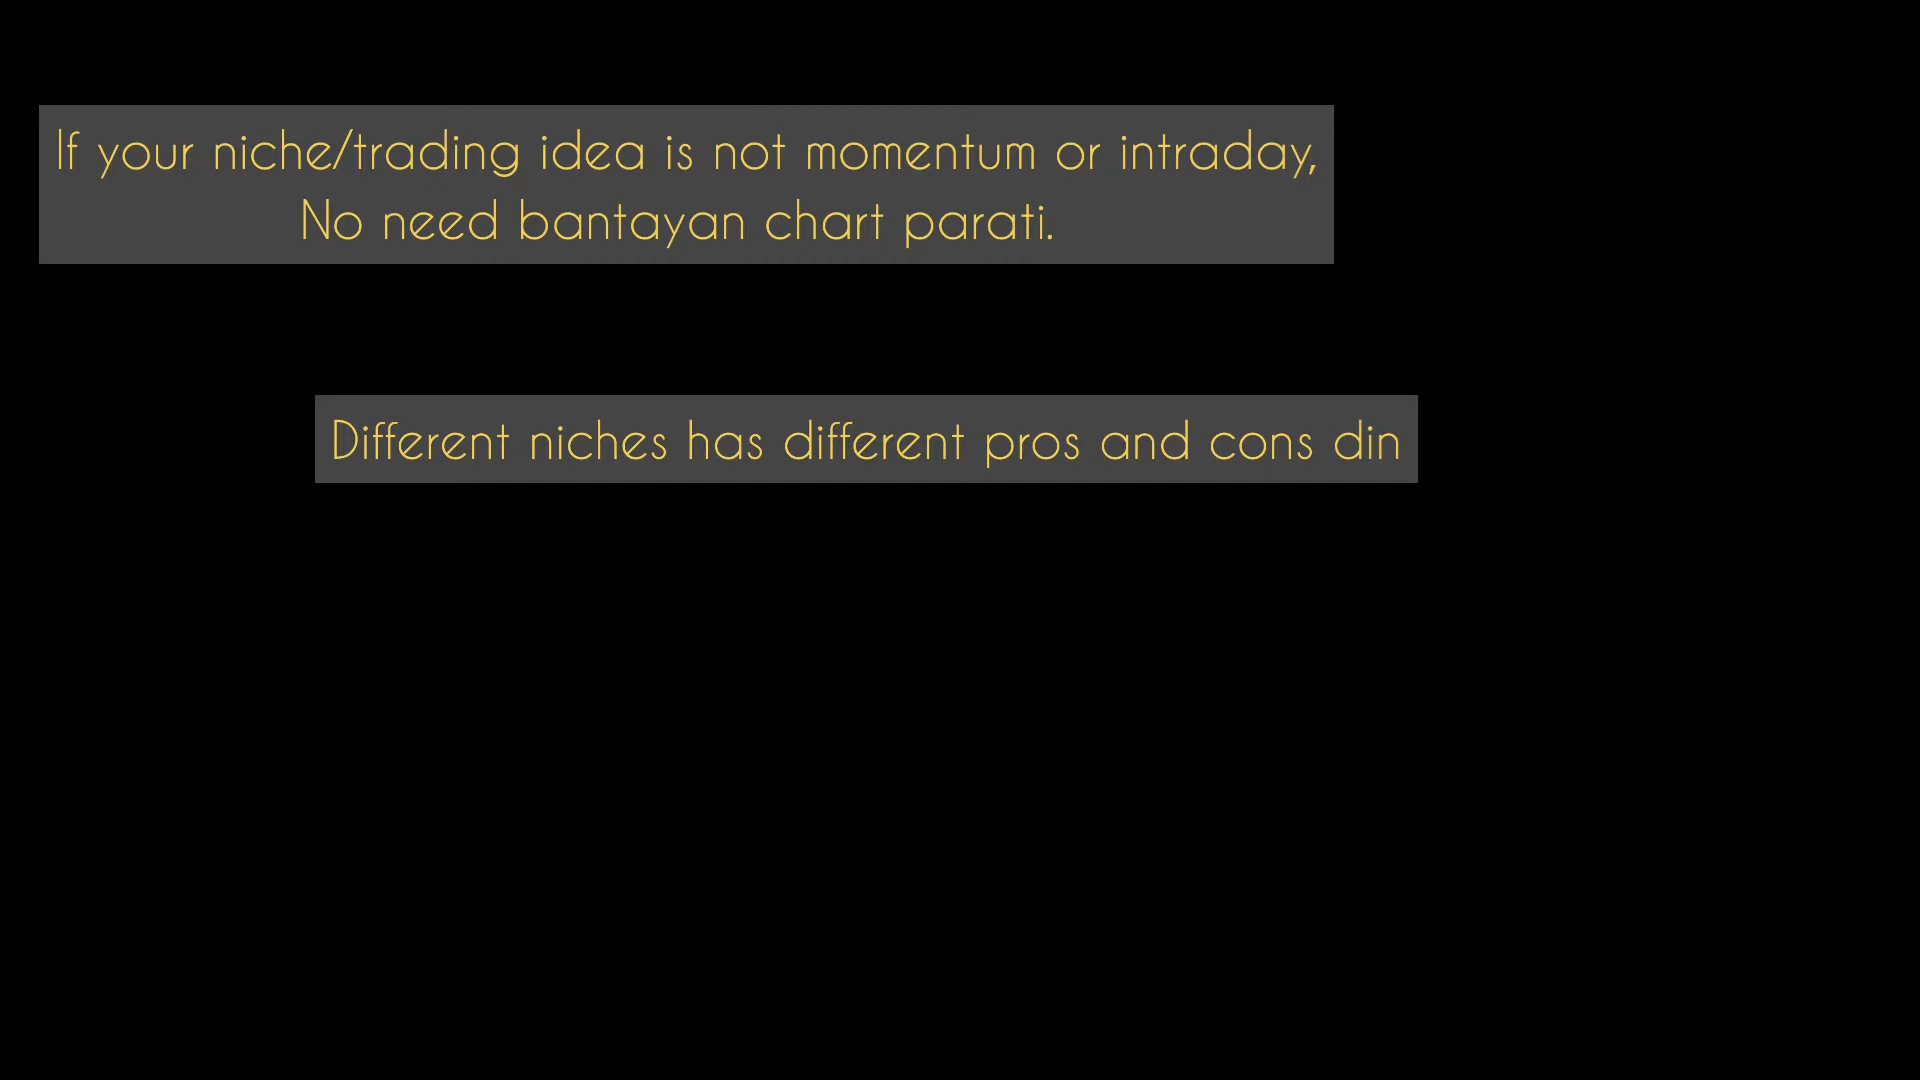 If your niche/trading idea is not momentum or intraday,
No need bantayan chart parati.
Different niches has different pros and cons din